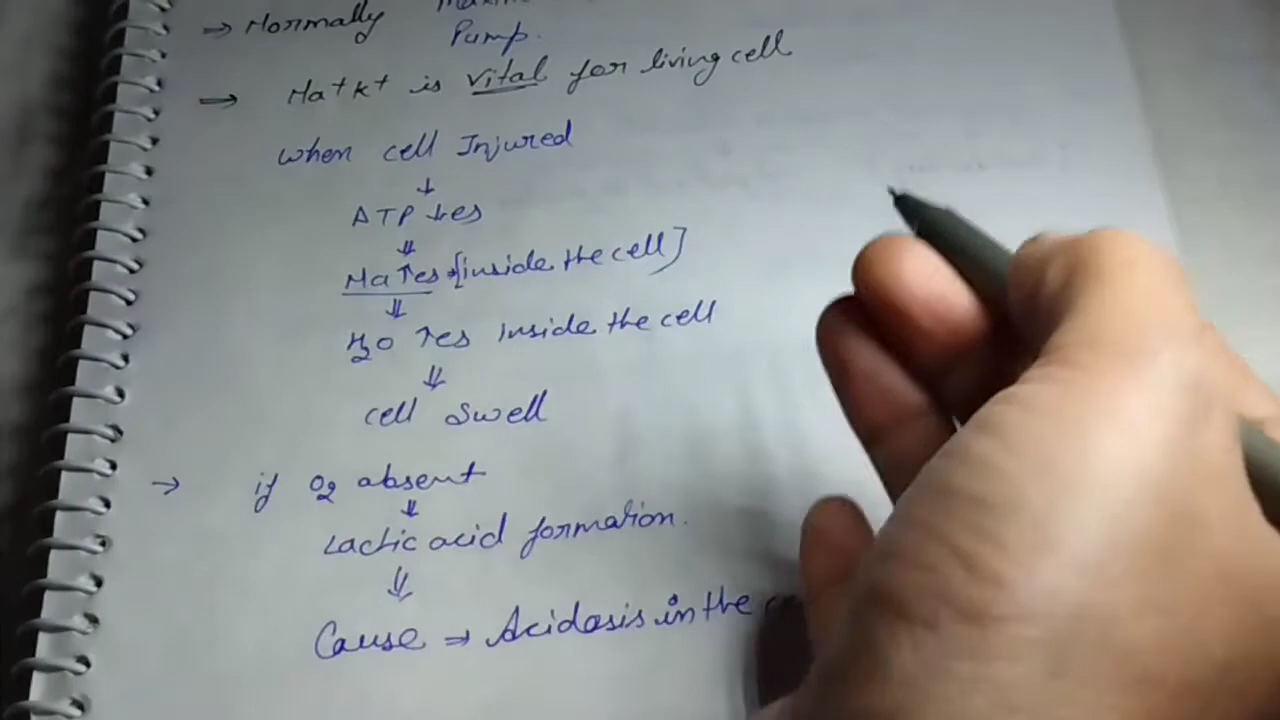 ⇒ Normally
Pump.
⇒ Na⁺K⁺ is Vital for living cell
when cell Injured
↓
ATP ↓es
⇓
Na ↑es [inside the cell]
⇓
H₂O ↑es inside the cell
⇓
cell swell
→ if O₂ absent
⇓
Lactic acid formation.
⇓
Cause ⇒ Acidosis in the